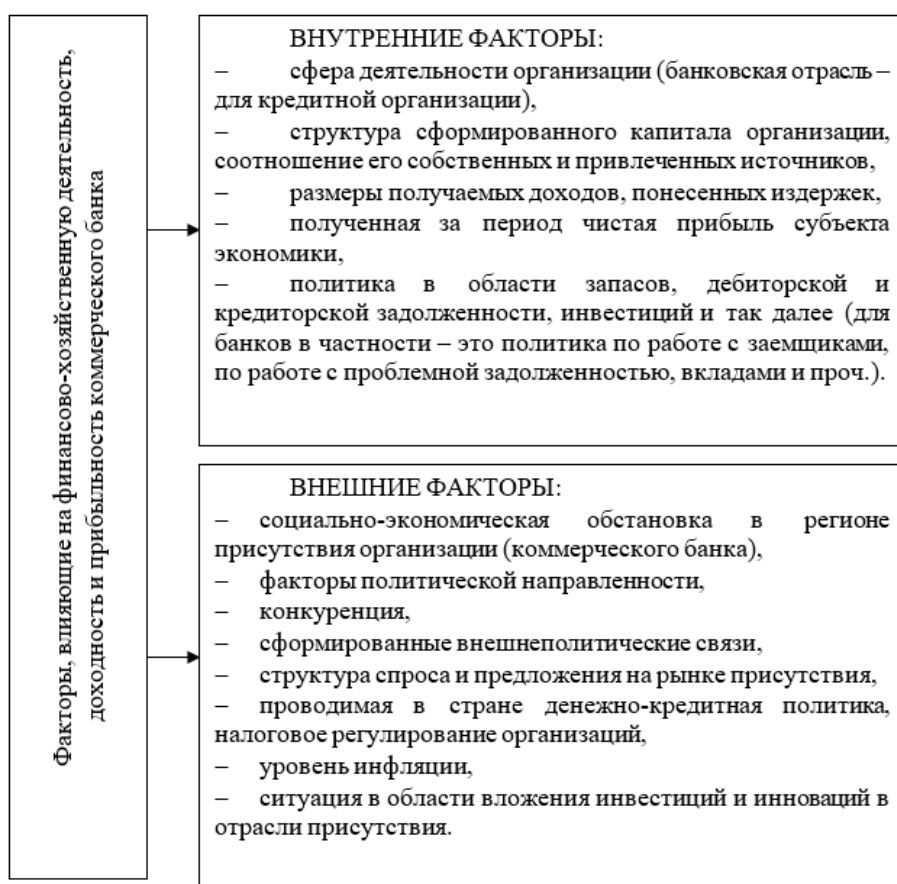 Факторы, влияющие на финансово-хозяйственную деятельность,
доходность и прибыльность коммерческого банка
ВНУТРЕННИЕ ФАКТОРЫ:
– сфера деятельности организации (банковская отрасль –
для кредитной организации),
– структура сформированного капитала организации,
соотношение его собственных и привлеченных источников,
– размеры получаемых доходов, понесенных издержек,
– полученная за период чистая прибыль субъекта
экономики,
– политика в области запасов, дебиторской и
кредиторской задолженности, инвестиций и так далее (для
банков в частности – это политика по работе с заемщиками,
по работе с проблемной задолженностью, вкладами и проч.).
ВНЕШНИЕ ФАКТОРЫ:
– социально-экономическая обстановка в регионе
присутствия организации (коммерческого банка),
– факторы политической направленности,
– конкуренция,
– сформированные внешнеполитические связи,
– структура спроса и предложения на рынке присутствия,
– проводимая в стране денежно-кредитная политика,
налоговое регулирование организаций,
– уровень инфляции,
– ситуация в области вложения инвестиций и инноваций в
отрасли присутствия.